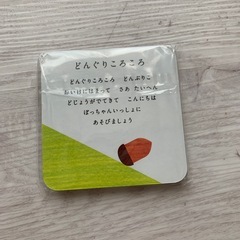 どんぐりころころ
どんぐりころころ　どんぶりこ
おいけにはまって　さあ　たいへん
どじょうがでてきて　こんにちは
ぼっちゃんいっしょに
あそびましょう